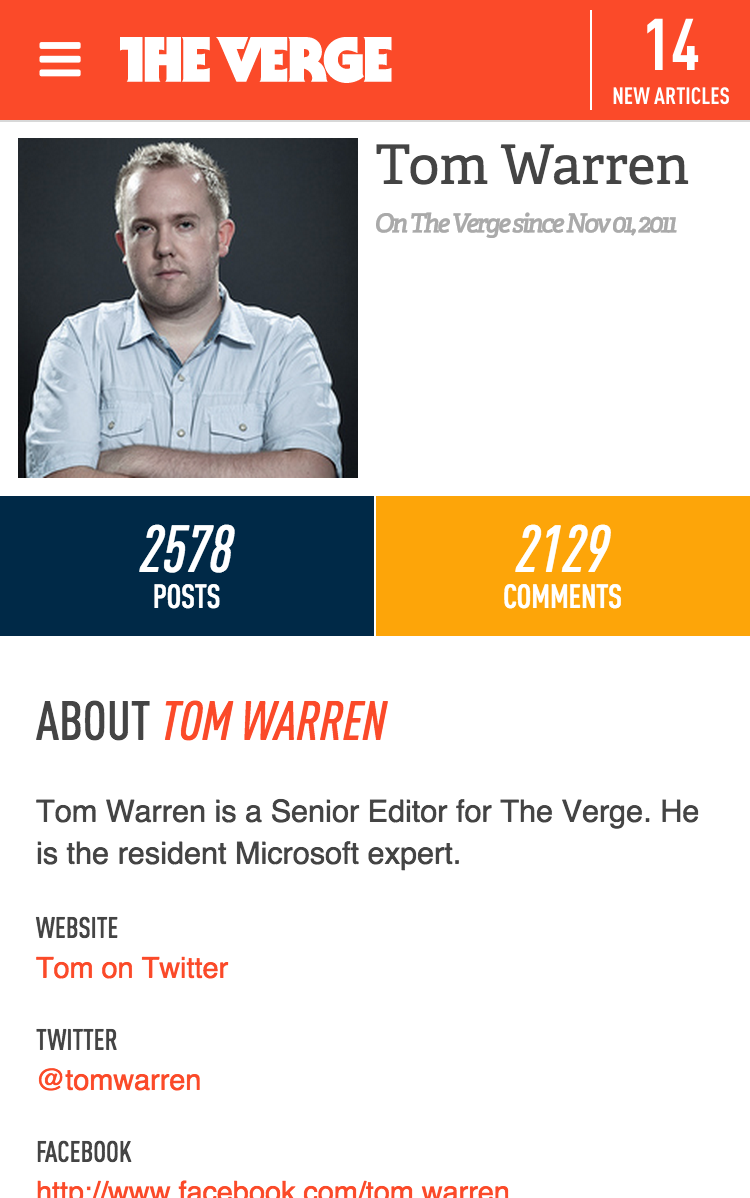 THE VERGE
14
NEW ARTICLES
Tom Warren
On The Verge since Nov 01, 2011
2578
POSTS
2129
COMMENTS
ABOUT TOM WARREN
Tom Warren is a Senior Editor for The Verge. He
is the resident Microsoft expert.
WEBSITE
Tom on Twitter
TWITTER
@tomwarren
FACEBOOK
http://www.facebook.com/tom.warren